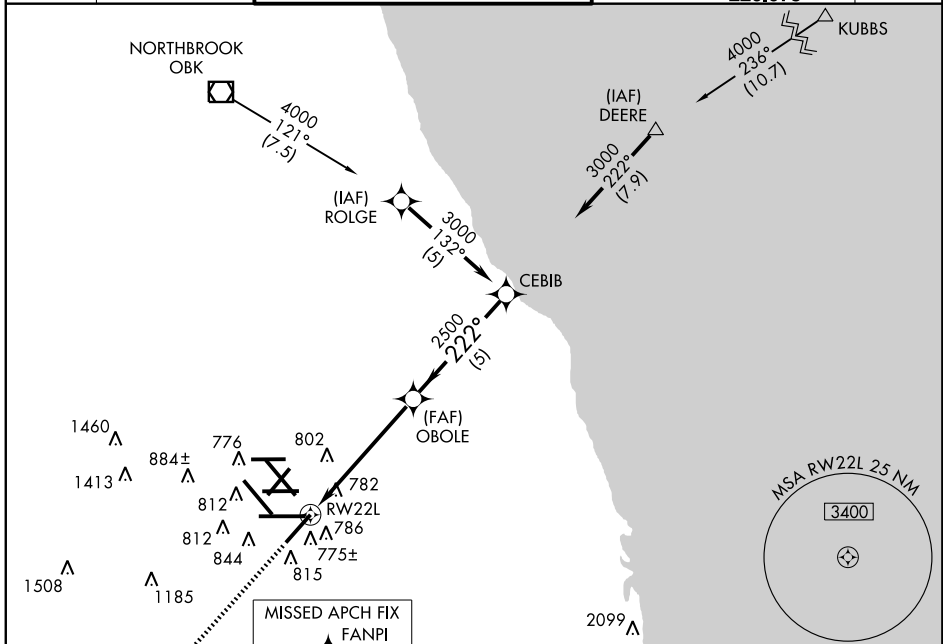 NORTHBROOK
OBK
4000
121°
(7.5)
KUBBS
4000
236°
(10.7)
(IAF)
DEERE
3000
222°
(7.9)
(IAF)
ROLGE
3000
132°
(5)
CEBIB
2500
222°
(5)
(FAF)
OBOLE
1460
1413
884±
776
802
782
812
RW22L
786
812
844
775±
815
1508
1185
MISSED APCH FIX
FANPI
2099
MSA RW22L 25 NM
3400